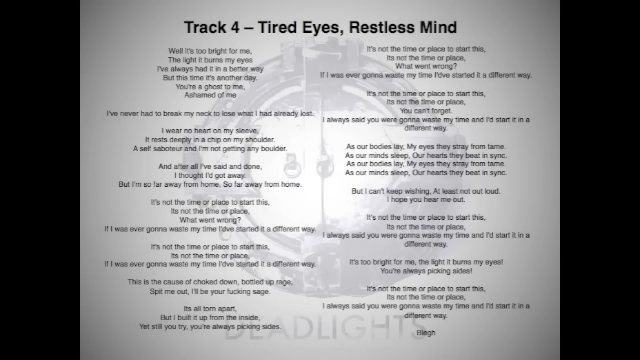 Track 4 – Tired Eyes, Restless Mind
Well it's too bright for me,
The light it burns my eyes
I've always had it in a better way
But this time it's another day.
You're a ghost to me,
Ashamed of me.
I've never had to break my neck to lose what I had already lost.
I wear no heart on my sleeve,
It rests deeply in a chip on my shoulder.
A self saboteur and I'm not getting any boulder.
And after all I've said and done,
I thought I'd got away.
But I'm so far away from home, So far away from home.
It's not the time or place to start this,
Its not the time or place,
What went wrong?
If I was ever gonna waste my time I'dve started it a different way.
It's not the time or place to start this,
Its not the time or place,
If I was ever gonna waste my time I'dve started it a different way.
This is the cause of choked down, bottled up rage,
Spit me out, I'll be your fucking sage.
Its all torn apart,
But I built it up from the inside,
Yet still you try, you're always picking sides.
It's not the time or place to start this,
Its not the time or place,
What went wrong?
If I was ever gonna waste my time I'dve started it a different way.
It's not the time or place to start this,
It's not the time or place,
You can't forget.
I always said you were gonna waste my time and I'd start it a
different way.
As our bodies lay, My eyes they stray from tame.
As our minds sleep, Our hearts they beat in sync.
As our bodies lay, My eyes they stray from tame.
As our minds sleep, Our hearts they beat in sync.
But I can't keep wishing, At least not out loud.
I hope you hear me out.
It's not the time or place to start this,
It's not the time or place,
I always said you were gonna waste my time and I'd start it a
different way.
It's too bright for me, the light it burns my eyes!
You're always picking sides!
It's not the time or place to start this,
It's not the time or place,
I always said you were gonna waste my time and I'd start it in a
different way.
Blegh
DEADLIGHTS